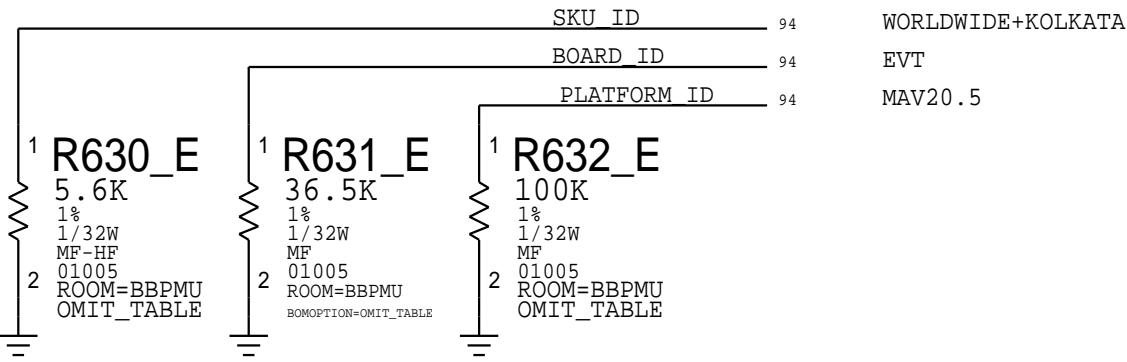 SKU_ID 94 WORLDWIDE+KOLKATA
BOARD_ID 94 EVT
PLATFORM_ID 94 MAV20.5
1 R630_E
5.6K
1%
1/32W
MF-HF
01005
2 ROOM=BBPMU
OMIT_TABLE
1 R631_E
36.5K
1%
1/32W
MF
01005
2 ROOM=BBPMU
BOMOPTION=OMIT_TABLE
1 R632_E
100K
1%
1/32W
MF
01005
2 ROOM=BBPMU
OMIT_TABLE